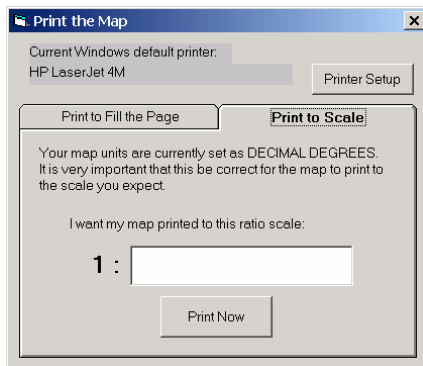 Print the Map
Current Windows default printer:
HP LaserJet 4M
Printer Setup
Print to Fill the Page
Print to Scale
Your map units are currently set as DECIMAL DEGREES.
It is very important that this be correct for the map to print to
the scale you expect.
I want my map printed to this ratio scale:
1 :
Print Now